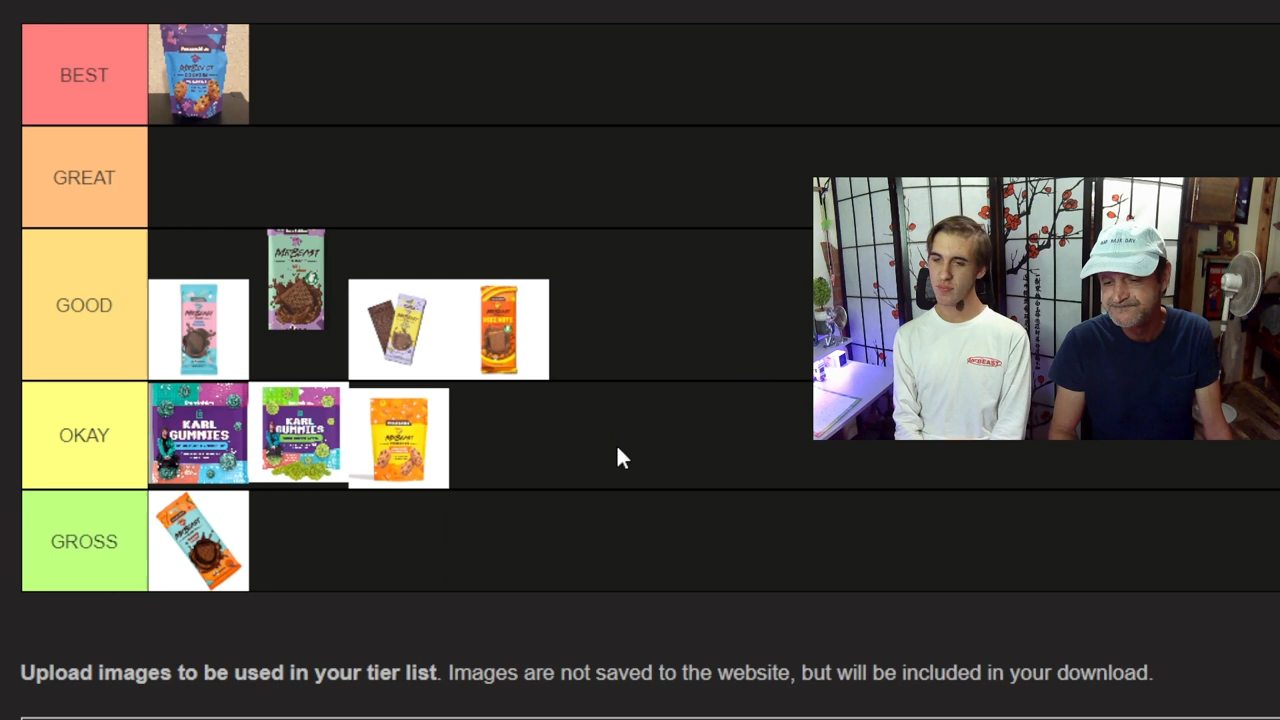 BEST
GREAT
GOOD
MRBEAST
OKAY
KARL
GUMMIES
KARL
GUMMIES
GROSS
Upload images to be used in your tier list. Images are not saved to the website, but will be included in your download.